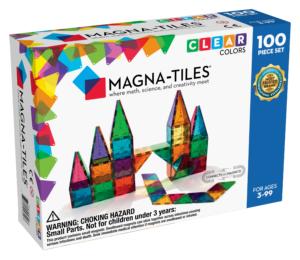 CLEAR
COLORS
100
PIECE SET
MAGNA-TILES®
where math, science, and creativity meet
FOR AGES
3-99
WARNING: CHOKING HAZARD
Small Parts. Not for children under 3 years: